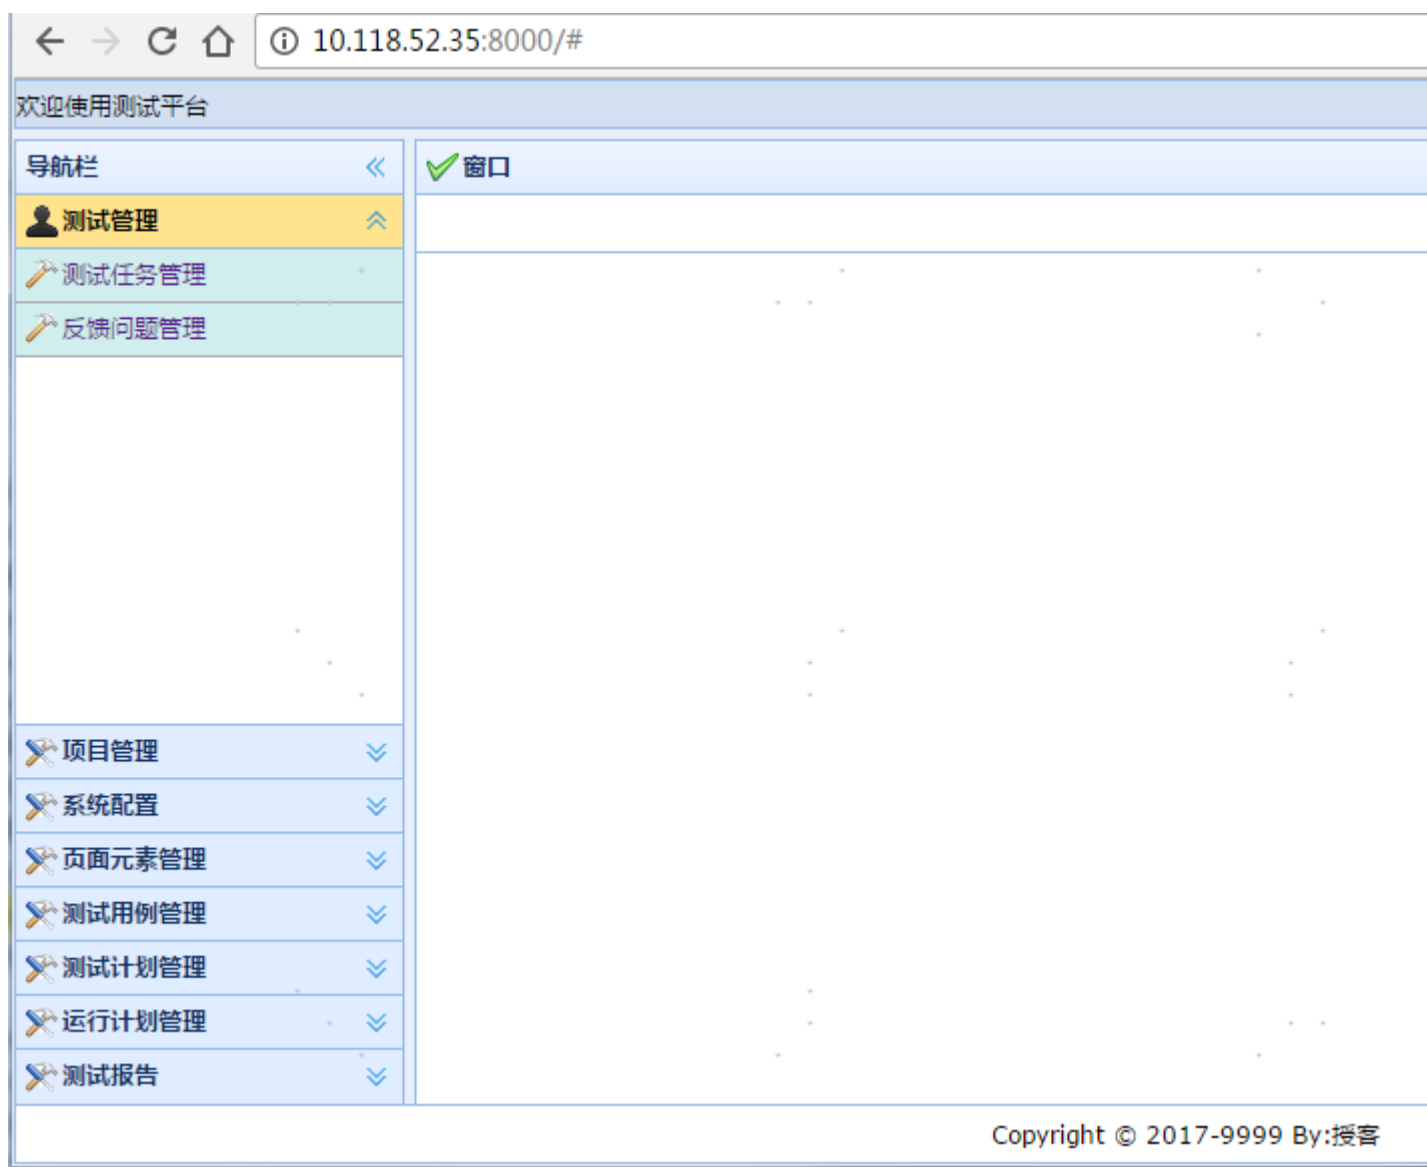 10.118.52.35:8000/#
欢迎使用测试平台
导航栏
窗口
测试管理
测试任务管理
反馈问题管理
项目管理
系统配置
页面元素管理
测试用例管理
测试计划管理
运行计划管理
测试报告
Copyright © 2017-9999 By:授客